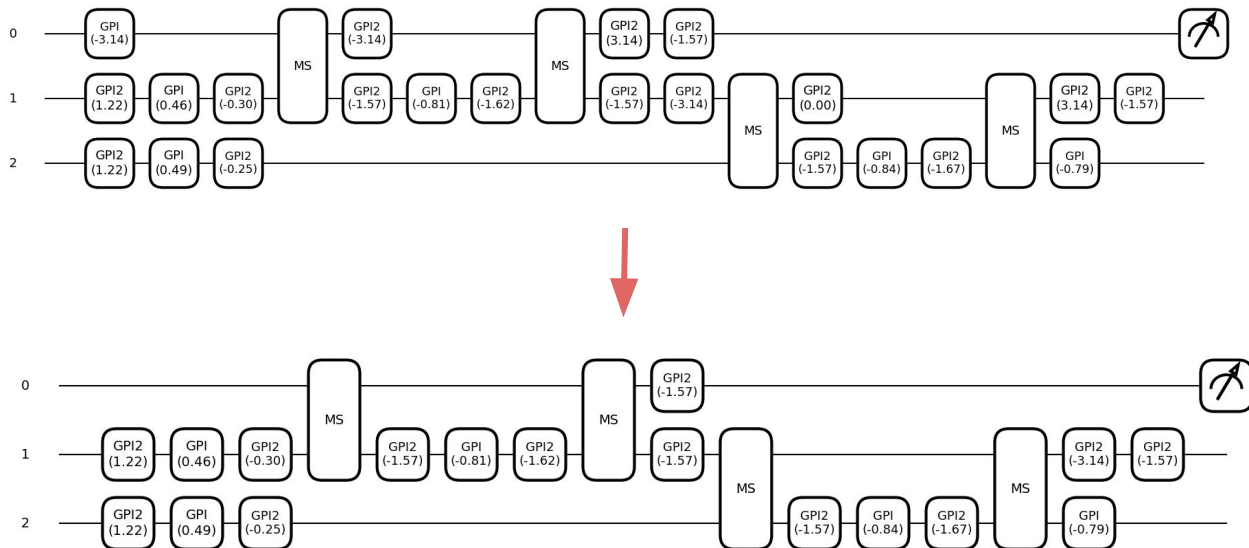 GPI GPI2 GPI2 GPI2
0 (-3.14) (-3.14) (3.14) (-1.57)
MS MS
GPI2 GPI GPI2 GPI2 GPI GPI2 GPI2 GPI2 GPI2 GPI2 GPI2
1 (1.22) (0.46) (-0.30) (-1.57) (-0.81) (-1.62) (-1.57) (-3.14) (0.00) (3.14) (-1.57)
MS MS
GPI2 GPI GPI2 GPI2 GPI GPI2 GPI
2 (1.22) (0.49) (-0.25) (-1.57) (-0.84) (-1.67) (-0.79)
GPI2
0 (-1.57)
MS MS
GPI2 GPI GPI2 GPI2 GPI GPI2 GPI2 GPI2 GPI2
1 (1.22) (0.46) (-0.30) (-1.57) (-0.81) (-1.62) (-1.57) (-3.14) (-1.57)
MS MS
GPI2 GPI GPI2 GPI2 GPI GPI2 GPI
2 (1.22) (0.49) (-0.25) (-1.57) (-0.84) (-1.67) (-0.79)